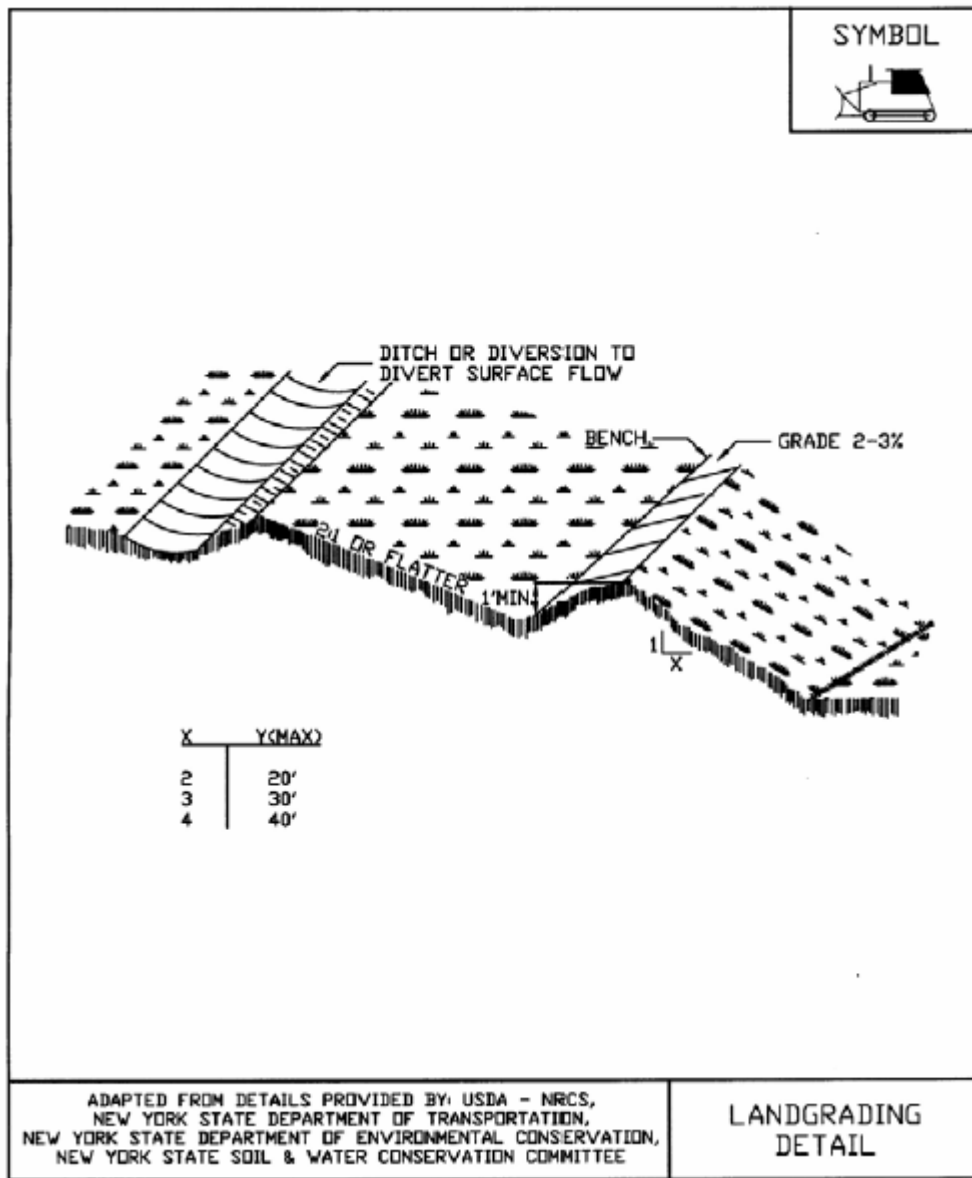 SYMBOL
DITCH OR DIVERSION TO
DIVERT SURFACE FLOW
BENCH
GRADE 2-3%
2:1 OR FLATTER
1'MIN.
1
X
X Y(MAX)
2 20'
3 30'
4 40'
ADAPTED FROM DETAILS PROVIDED BY: USDA - NRCS,
NEW YORK STATE DEPARTMENT OF TRANSPORTATION,
NEW YORK STATE DEPARTMENT OF ENVIRONMENTAL CONSERVATION,
NEW YORK STATE SOIL & WATER CONSERVATION COMMITTEE
LANDGRADING
DETAIL